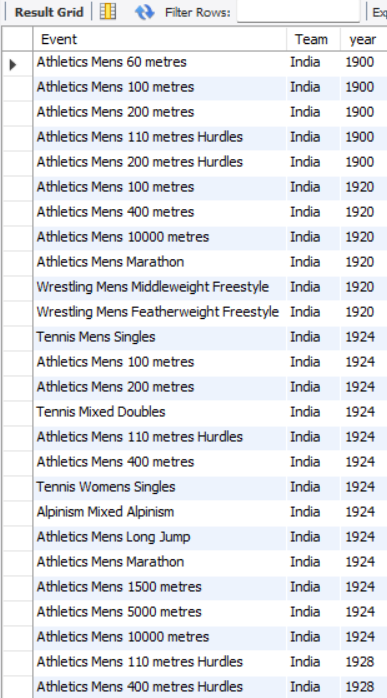 Result Grid Filter Rows: Ex
Event Team year
Athletics Mens 60 metres India 1900
Athletics Mens 100 metres India 1900
Athletics Mens 200 metres India 1900
Athletics Mens 110 metres Hurdles India 1900
Athletics Mens 200 metres Hurdles India 1900
Athletics Mens 100 metres India 1920
Athletics Mens 400 metres India 1920
Athletics Mens 10000 metres India 1920
Athletics Mens Marathon India 1920
Wrestling Mens Middleweight Freestyle India 1920
Wrestling Mens Featherweight Freestyle India 1920
Tennis Mens Singles India 1924
Athletics Mens 100 metres India 1924
Athletics Mens 200 metres India 1924
Tennis Mixed Doubles India 1924
Athletics Mens 110 metres Hurdles India 1924
Athletics Mens 400 metres India 1924
Tennis Womens Singles India 1924
Alpinism Mixed Alpinism India 1924
Athletics Mens Long Jump India 1924
Athletics Mens Marathon India 1924
Athletics Mens 1500 metres India 1924
Athletics Mens 5000 metres India 1924
Athletics Mens 10000 metres India 1924
Athletics Mens 110 metres Hurdles India 1928
Athletics Mens 400 metres Hurdles India 1928